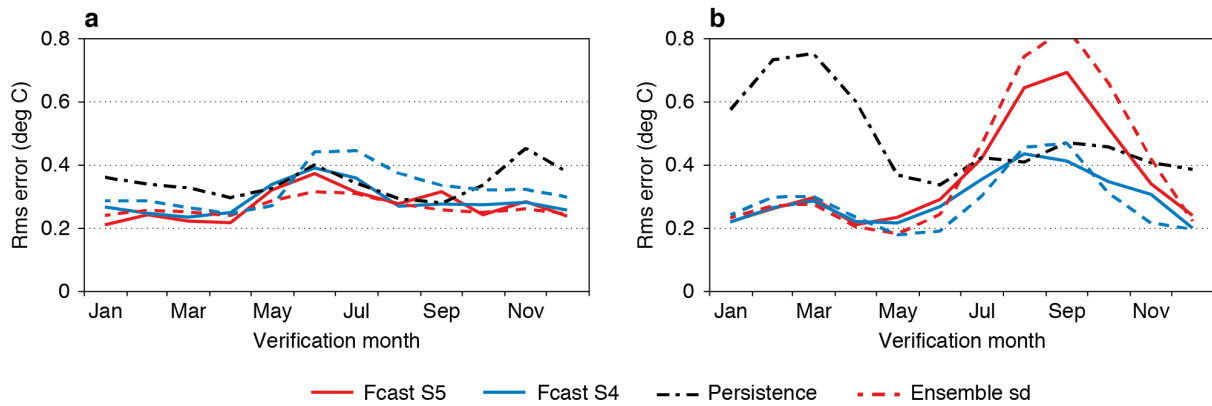 a
Rms error (deg C)
0.8
0.6
0.4
0.2
0
Jan Mar May Jul Sep Nov
Verification month
b
Rms error (deg C)
0.8
0.6
0.4
0.2
0
Jan Mar May Jul Sep Nov
Verification month
Fcast S5 Fcast S4 Persistence Ensemble sd